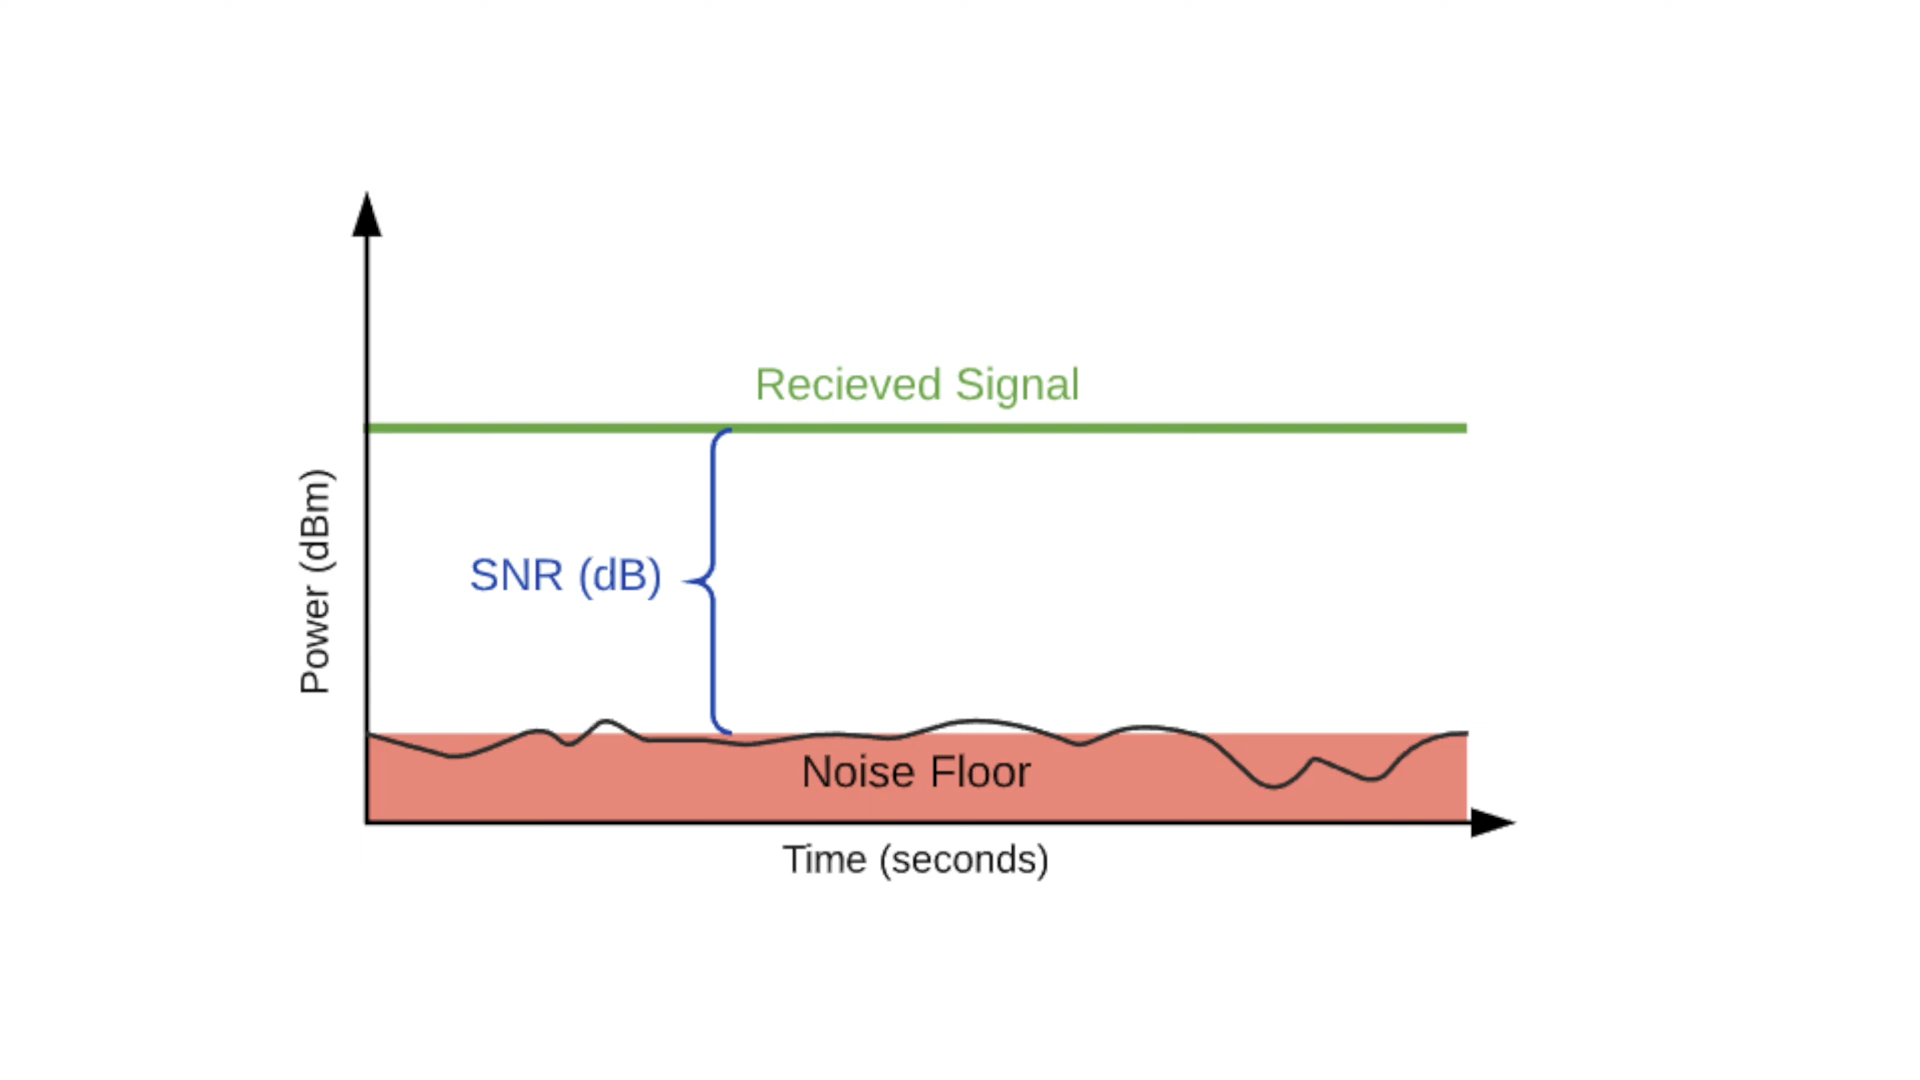 Recieved Signal
Power (dBm)
SNR (dB)
Noise Floor
Time (seconds)